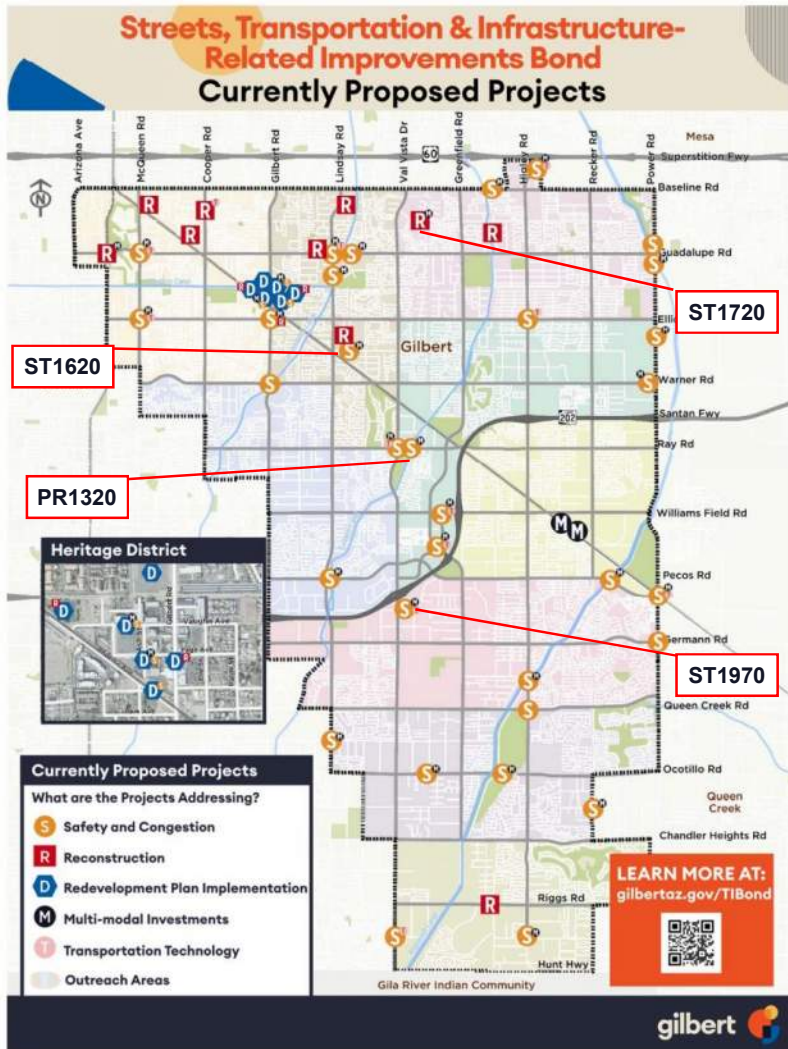 Streets, Transportation & Infrastructure-
Related Improvements Bond
Currently Proposed Projects
Arizona Ave
McQueen Rd
Cooper Rd
Gilbert Rd
Lindsay Rd
Val Vista Dr
Greenfield Rd
Higley Rd
Recker Rd
Power Rd
Mesa
60
Superstition Fwy
N
Baseline Rd
Guadalupe Rd
ST1720
ST1620
Gilbert
Warner Rd
Santan Fwy
202
Ray Rd
PR1320
Williams Field Rd
Heritage District
Pecos Rd
Vaughn Ave
Germann Rd
ST1970
Queen Creek Rd
Ocotillo Rd
Queen
Creek
Chandler Heights Rd
Riggs Rd
Hunt Hwy
Gila River Indian Community
Currently Proposed Projects
What are the Projects Addressing?
S Safety and Congestion
R Reconstruction
D Redevelopment Plan Implementation
M Multi-modal Investments
T Transportation Technology
Outreach Areas
LEARN MORE AT:
gilbertaz.gov/TIBond
gilbert